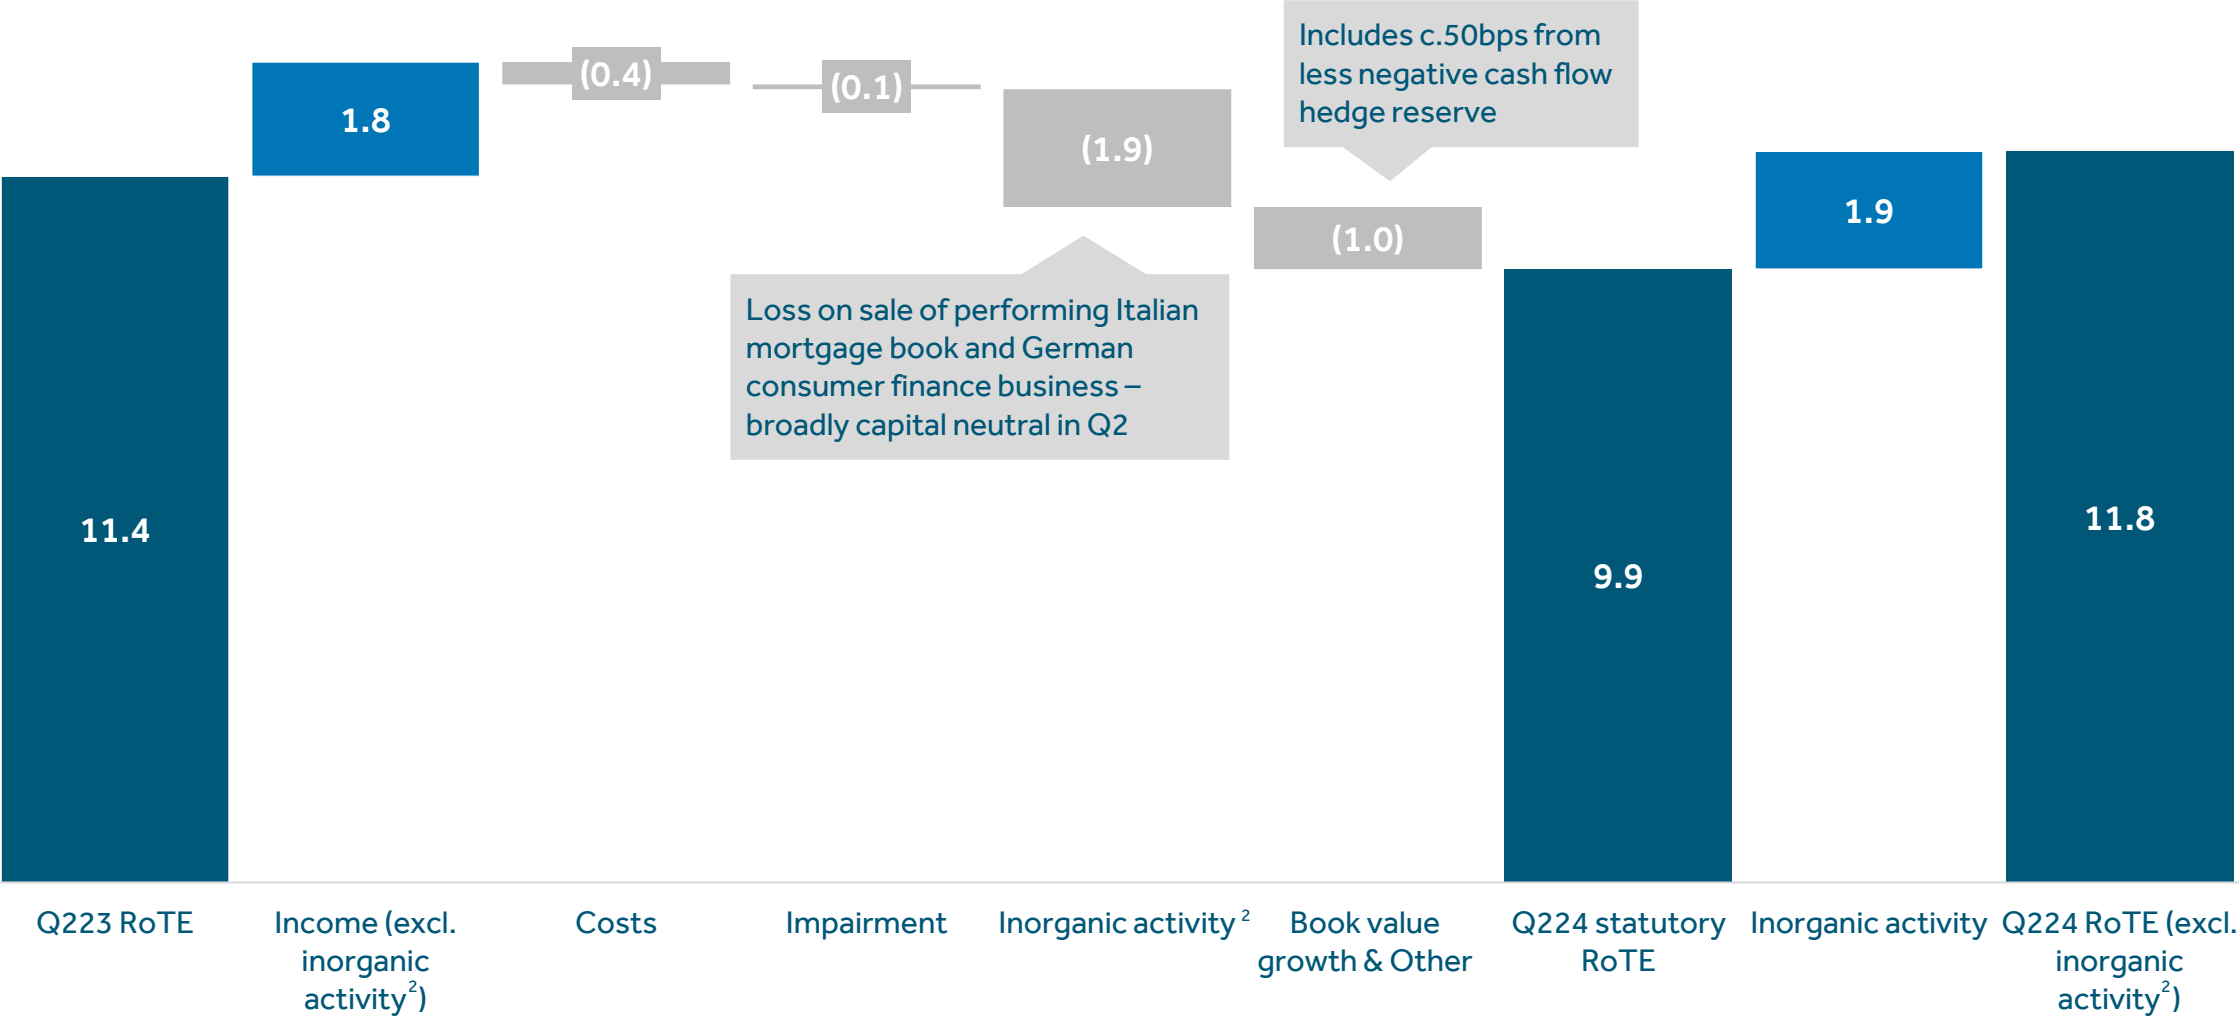 Includes c.50bps from
less negative cash flow
hedge reserve
1.8
(0.4)
(0.1)
(1.9)
(1.0)
1.9
Loss on sale of performing Italian
mortgage book and German
consumer finance business –
broadly capital neutral in Q2
11.4
9.9
11.8
Q223 RoTE
Income (excl.
inorganic
activity²)
Costs
Impairment
Inorganic activity ²
Book value
growth & Other
Q224 statutory
RoTE
Inorganic activity
Q224 RoTE (excl.
inorganic
activity²)